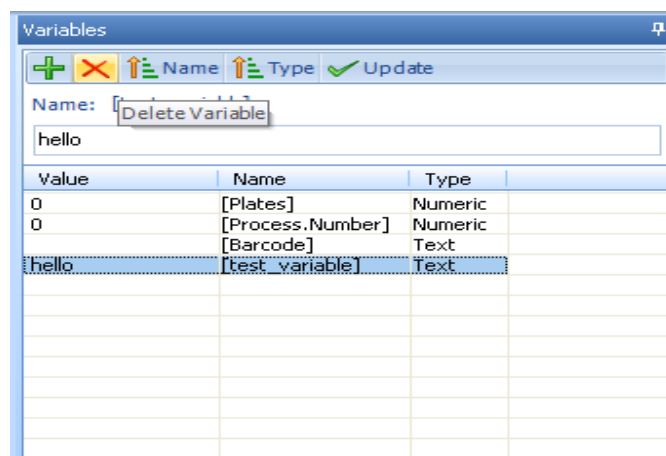 Variables
Name Type Update
Name:
Delete Variable
hello
Value Name Type
0 [Plates] Numeric
0 [Process.Number] Numeric
[Barcode] Text
hello [test_variable] Text